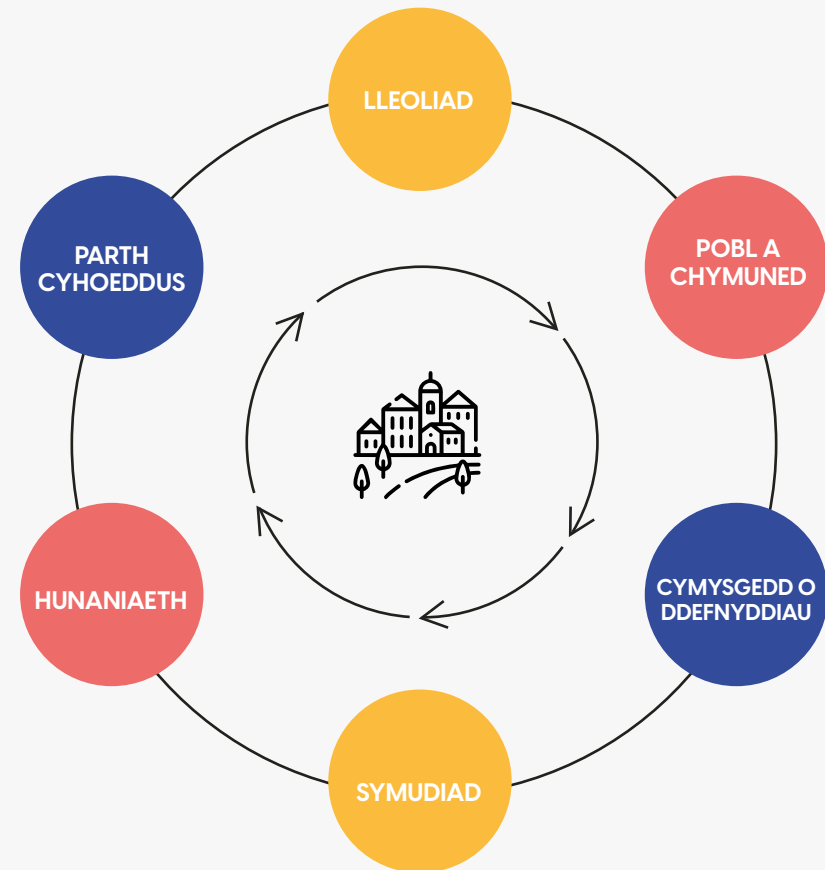 LLEOLIAD
POBL A
CHYMUNED
CYMYSGEDD O
DDEFNYDDIAU
SYMUDIAD
HUNANIAETH
PARTH
CYHOEDDUS